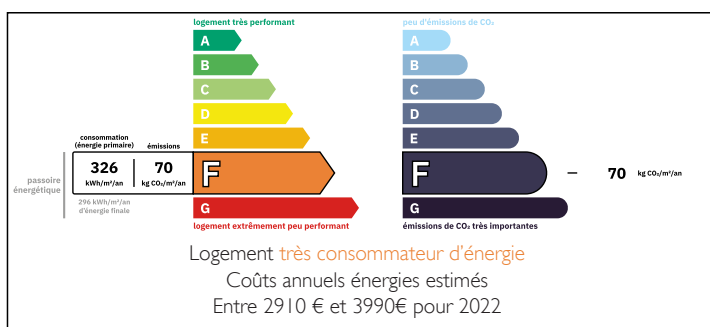 logement très performant
A
B
C
D
E
consommation
(énergie primaire)
émissions
passoire
énergétique
326
kWh/m²/an
70
kg CO₂/m²/an
F
296 kWh/m²/an
d'énergie finale
G
logement extrêmement peu performant
peu d'émissions de CO₂
A
B
C
D
E
F
70 kg CO₂/m²/an
G
émissions de CO₂ très importantes
Logement très consommateur d'énergie
Coûts annuels énergies estimés
Entre 2910 € et 3990€ pour 2022